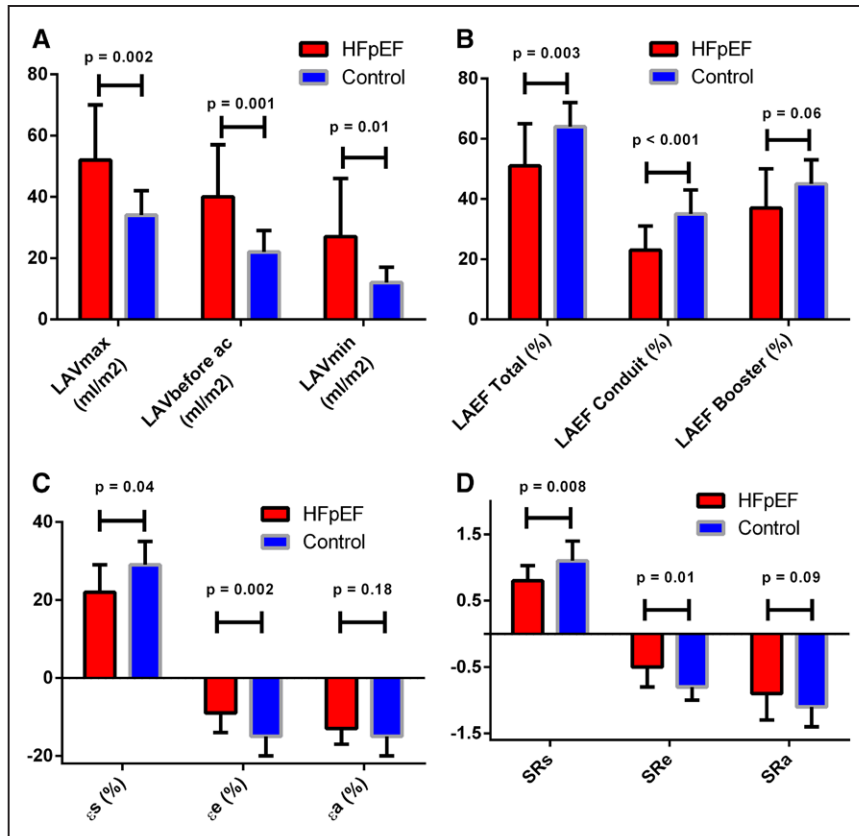 A
HFpEF
Control
p = 0.002
p = 0.001
p = 0.01
80
60
40
20
0
LAVmax
(ml/m2)
LAVbefore ac
(ml/m2)
LAVmin
(ml/m2)
B
HFpEF
Control
p = 0.003
p < 0.001
p = 0.06
80
60
40
20
0
LAEF Total (%)
LAEF Conduit (%)
LAEF Booster (%)
C
HFpEF
Control
p = 0.04
p = 0.002
p = 0.18
40
20
0
-20
εs (%)
εe (%)
εa (%)
D
HFpEF
Control
p = 0.008
p = 0.01
p = 0.09
1.5
0.5
-0.5
-1.5
SRs
SRe
SRa